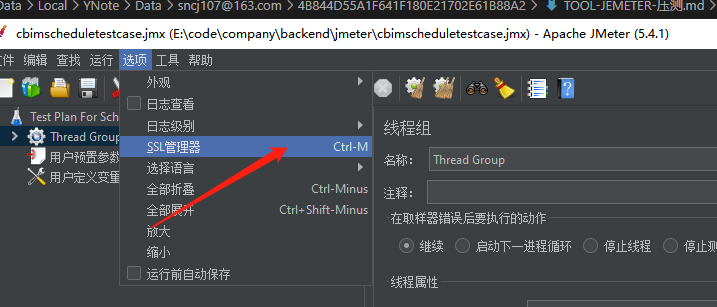 Data > Local > YNote > Data > sncj107@163.com > 4B844D55A1F641F180E21702E61B88A2 > TOOL-JEMETER-压测.md
cbimscheduletestcase.jmx (E:\code\company\backend\jmeter\cbimscheduletestcase.jmx) - Apache JMeter (5.4.1)
编辑 查找 运行 选项 工具 帮助
外观
Test Plan For Sch
日志查看
Thread Group
日志级别
用户预置参数
SSL管理器 Ctrl-M
用户定义变量
选择语言
全部折叠 Ctrl-Minus
全部展开 Ctrl+Shift-Minus
放大
缩小
运行前自动保存
线程组
名称: Thread Group
注释:
在取样器错误后要执行的动作
继续 启动下一进程循环 停止线程 停止测
线程属性